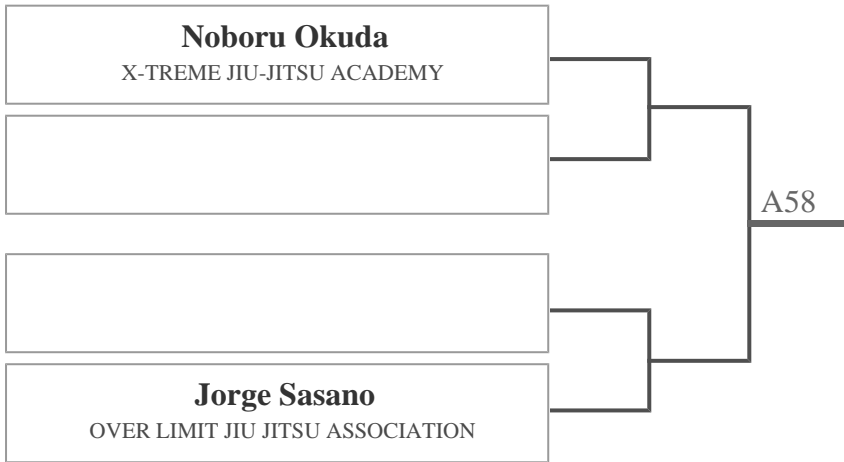 Noboru Okuda
X-TREME JIU-JITSU ACADEMY
A58
Jorge Sasano
OVER LIMIT JIU JITSU ASSOCIATION